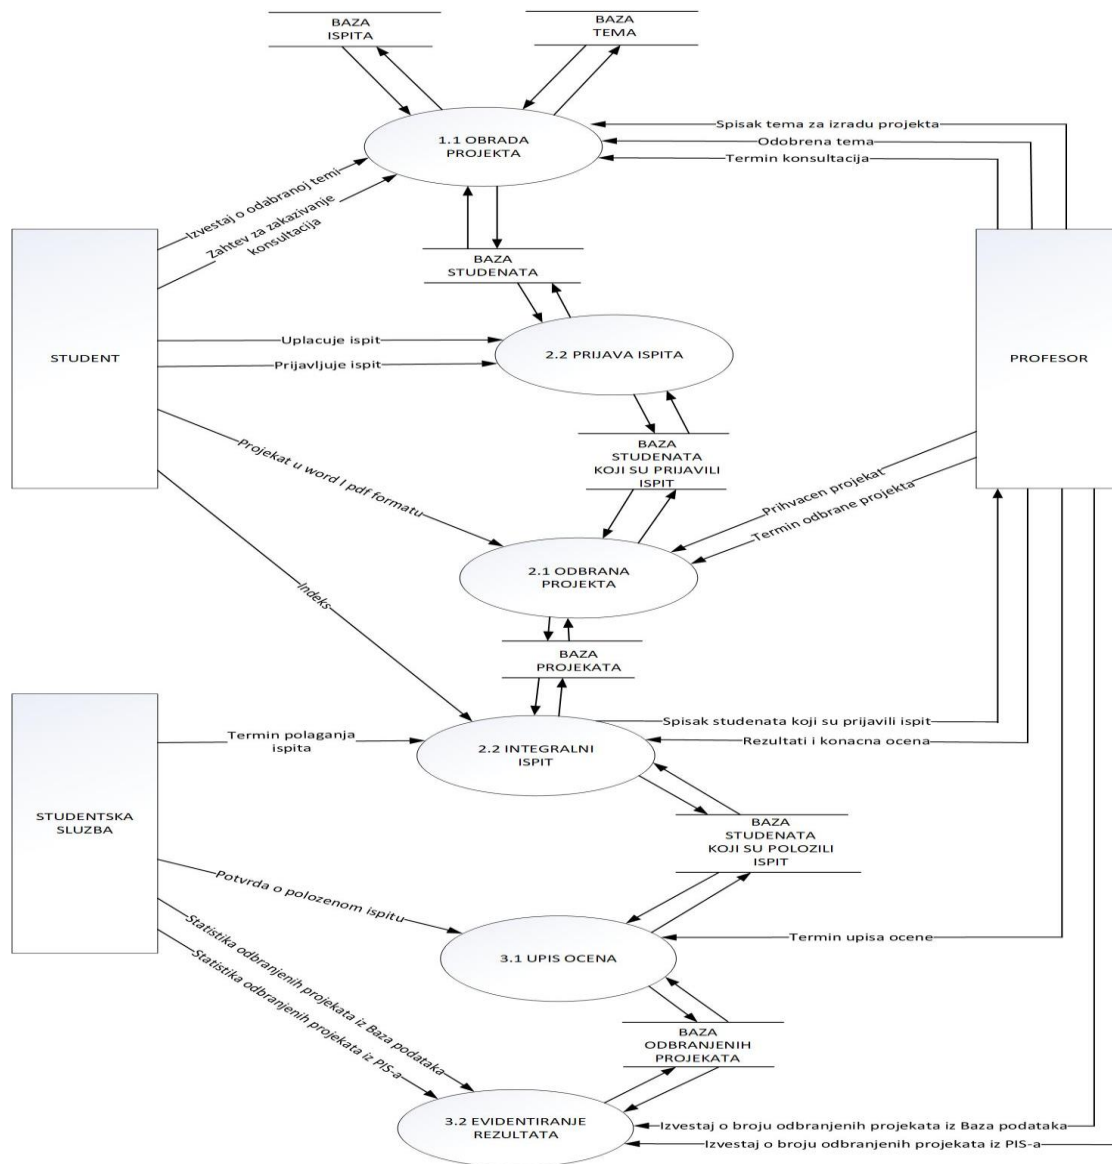 BAZA
ISPITA
BAZA
TEMA
1.1 OBRADA
PROJEKTA
Spisak tema za izradu projekta
Odobrena tema
Termin konsultacija
Izvestaj o odabranoj temi
Zahtev za zakazivanje
konsultacija
BAZA
STUDENATA
STUDENT
Uplacuje ispit
Prijavljuje ispit
2.2 PRIJAVA ISPITA
PROFESOR
BAZA
STUDENATA
KOJI SU PRIJAVILI
ISPIT
Projekat u word I pdf formatu
Prihvacen projekat
Termin odbrane projekta
2.1 ODBRANA
PROJEKTA
Indeks
BAZA
PROJEKATA
Spisak studenata koji su prijavili ispit
Rezultati i konacna ocena
Termin polaganja
ispita
2.2 INTEGRALNI
ISPIT
STUDENTSKA
SLUZBA
BAZA
STUDENATA
KOJI SU POLOZILI
ISPIT
Potvrda o polozenom ispitu
Termin upisa ocene
3.1 UPIS OCENA
Statistika odbranjenih projekata iz Baza podataka
Statistika odbranjenih projekata iz PIS-a
BAZA
ODBRANJENIH
PROJEKATA
3.2 EVIDENTIRANJE
REZULTATA
Izvestaj o broju odbranjenih projekata iz Baza podataka
Izvestaj o broju odbranjenih projekata iz PIS-a